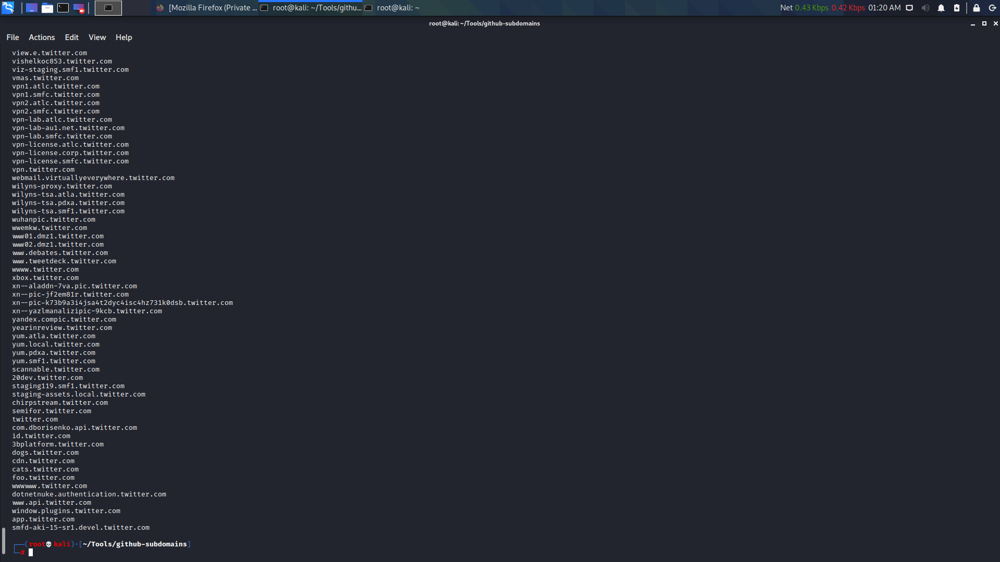 [Mozilla Firefox (Private ...
root@kali: ~/Tools/githu...
root@kali: ~
Net 0.43 Kbps 0.42 Kbps 01:20 AM
root@kali: ~/Tools/github-subdomains
File Actions Edit View Help
view.e.twitter.com
vishelkoc853.twitter.com
viz-staging.smf1.twitter.com
vmas.twitter.com
vpn1.atlc.twitter.com
vpn1.smfc.twitter.com
vpn2.atlc.twitter.com
vpn2.smfc.twitter.com
vpn-lab.atlc.twitter.com
vpn-lab-au1.net.twitter.com
vpn-lab.smfc.twitter.com
vpn-license.atlc.twitter.com
vpn-license.corp.twitter.com
vpn-license.smfc.twitter.com
vpn.twitter.com
webmail.virtuallyeverywhere.twitter.com
wilyns-proxy.twitter.com
wilyns-tsa.atla.twitter.com
wilyns-tsa.pdxa.twitter.com
wilyns-tsa.smf1.twitter.com
wuhanpic.twitter.com
wwemkw.twitter.com
www01.dmz1.twitter.com
www02.dmz1.twitter.com
www.debates.twitter.com
www.tweetdeck.twitter.com
wwww.twitter.com
xbox.twitter.com
xn--aladdn-7va.pic.twitter.com
xn--pic-jf2em81r.twitter.com
xn--pic-k73b9a3i4jsa4t2dyc4isc4hz731k0dsb.twitter.com
xn--yazlmanalizipic-9kcb.twitter.com
yandex.compic.twitter.com
yearinreview.twitter.com
yum.atla.twitter.com
yum.local.twitter.com
yum.pdxa.twitter.com
yum.smf1.twitter.com
scannable.twitter.com
20dev.twitter.com
staging119.smf1.twitter.com
staging-assets.local.twitter.com
chirpstream.twitter.com
semifor.twitter.com
twitter.com
com.dborisenko.api.twitter.com
id.twitter.com
3bplatform.twitter.com
dogs.twitter.com
cdn.twitter.com
cats.twitter.com
foo.twitter.com
wwwwww.twitter.com
dotnetnuke.authentication.twitter.com
www.api.twitter.com
window.plugins.twitter.com
app.twitter.com
smfd-aki-15-sr1.devel.twitter.com
┌──(root💀kali)-[~/Tools/github-subdomains]
└─#